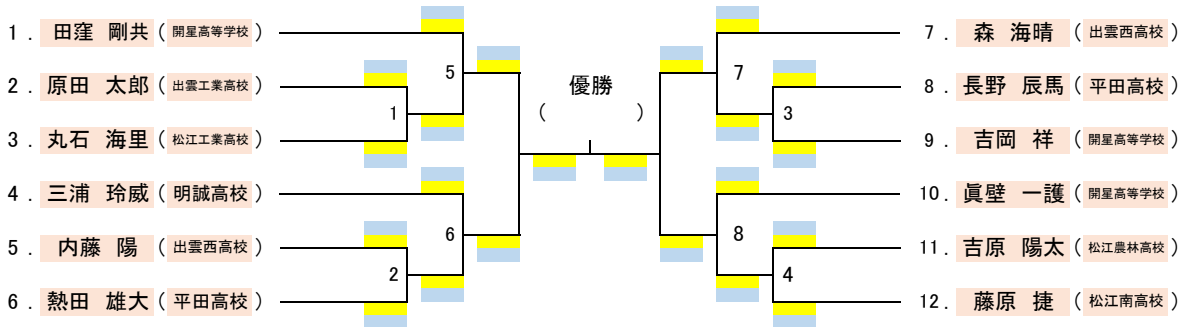 1．田窪 剛共（開星高等学校）
2．原田 太郎（出雲工業高校）
3．丸石 海里（松江工業高校）
4．三浦 玲威（明誠高校）
5．内藤 陽（出雲西高校）
6．熱田 雄大（平田高校）
5
1
6
2
優勝
（ ）
7
3
8
4
7．森 海晴（出雲西高校）
8．長野 辰馬（平田高校）
9．吉岡 祥（開星高等学校）
10．眞壁 一護（開星高等学校）
11．吉原 陽太（松江農林高校）
12．藤原 捷（松江南高校）